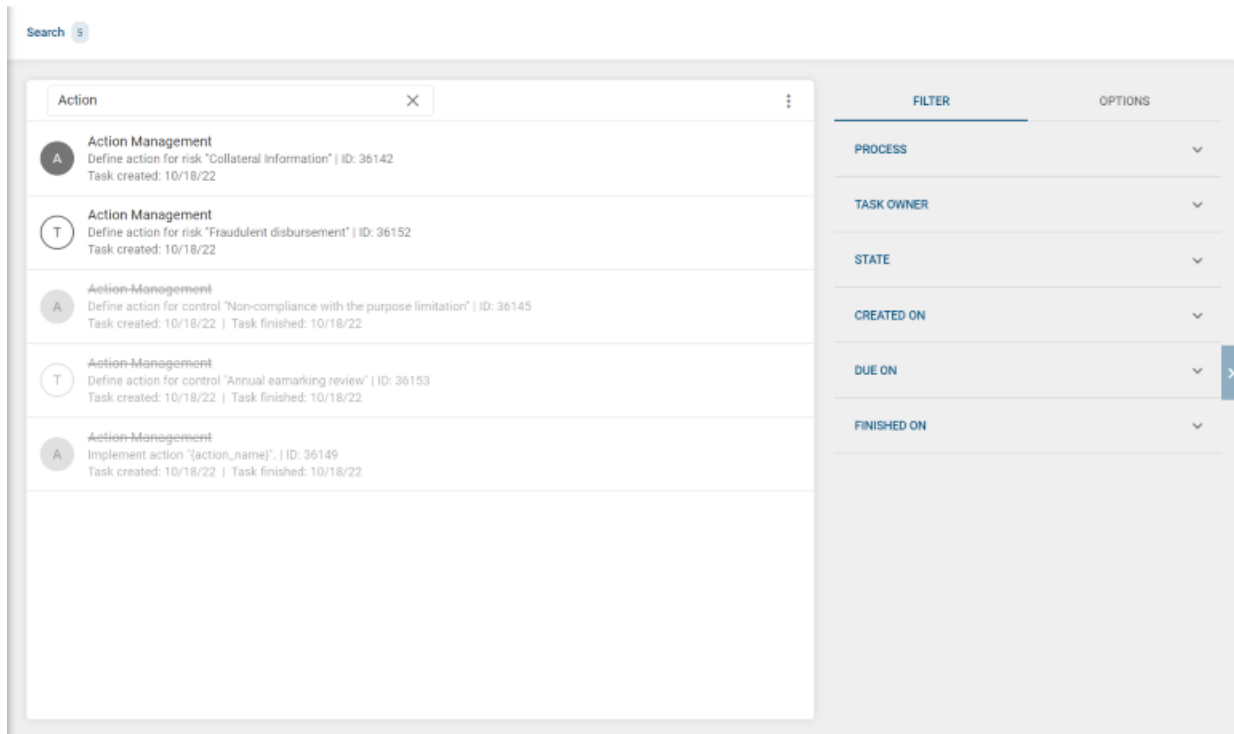 Search 5
Action
FILTER
OPTIONS
A
Action Management
Define action for risk "Collateral Information" | ID: 36142
Task created: 10/18/22
T
Action Management
Define action for risk "Fraudulent disbursement" | ID: 36152
Task created: 10/18/22
A
Action Management
Define action for control "Non-compliance with the purpose limitation" | ID: 36145
Task created: 10/18/22 | Task finished: 10/18/22
T
Action Management
Define action for control "Annual eamarking review" | ID: 36153
Task created: 10/18/22 | Task finished: 10/18/22
A
Action Management
Implement action "{action_name}". | ID: 36149
Task created: 10/18/22 | Task finished: 10/18/22
PROCESS
TASK OWNER
STATE
CREATED ON
DUE ON
FINISHED ON